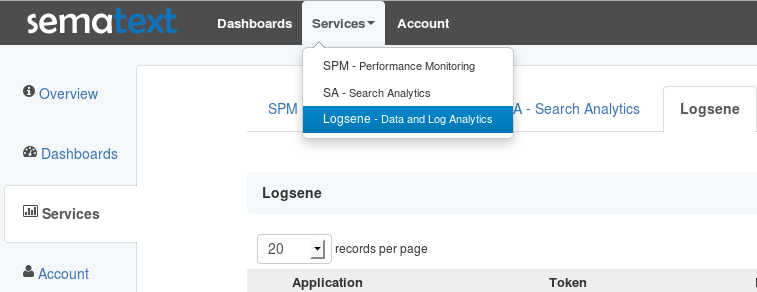 sematext Dashboards Services Account
SPM - Performance Monitoring
SA - Search Analytics
Logsene - Data and Log Analytics
Overview
Dashboards
Services
Account
SPM A - Search Analytics Logsene
Logsene
20 records per page
Application Token